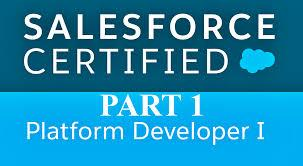 SALESFORCE
CERTIFIED
PART 1
Platform Developer I